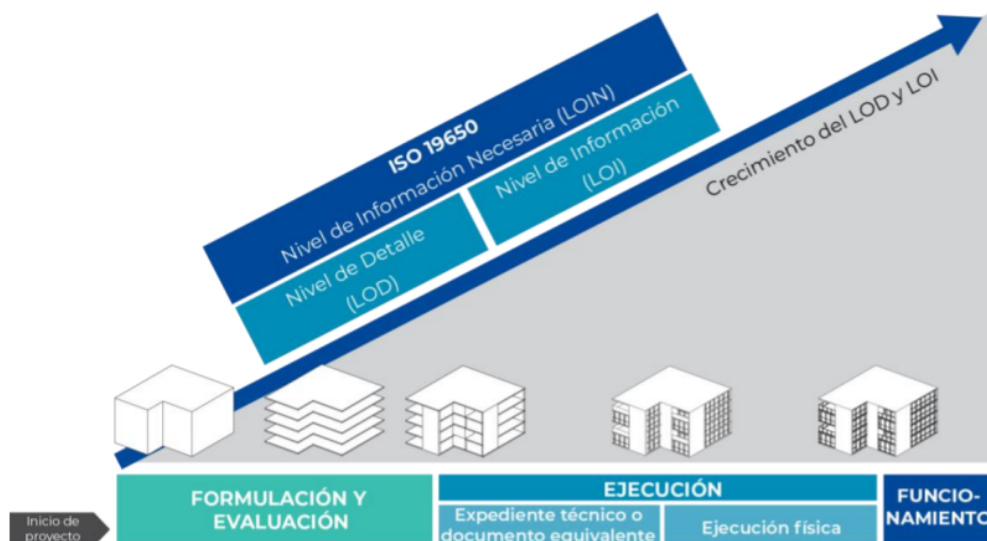 ISO 19650
Nivel de Información Necesaria (LOIN)
Nivel de Detalle
(LOD)
Nivel de Información
(LOI)
Crecimiento del LOD y LOI
Inicio de
proyecto
FORMULACIÓN Y
EVALUACIÓN
EJECUCIÓN
Expediente técnico o
documento equivalente
Ejecución física
FUNCIO-
NAMIENTO